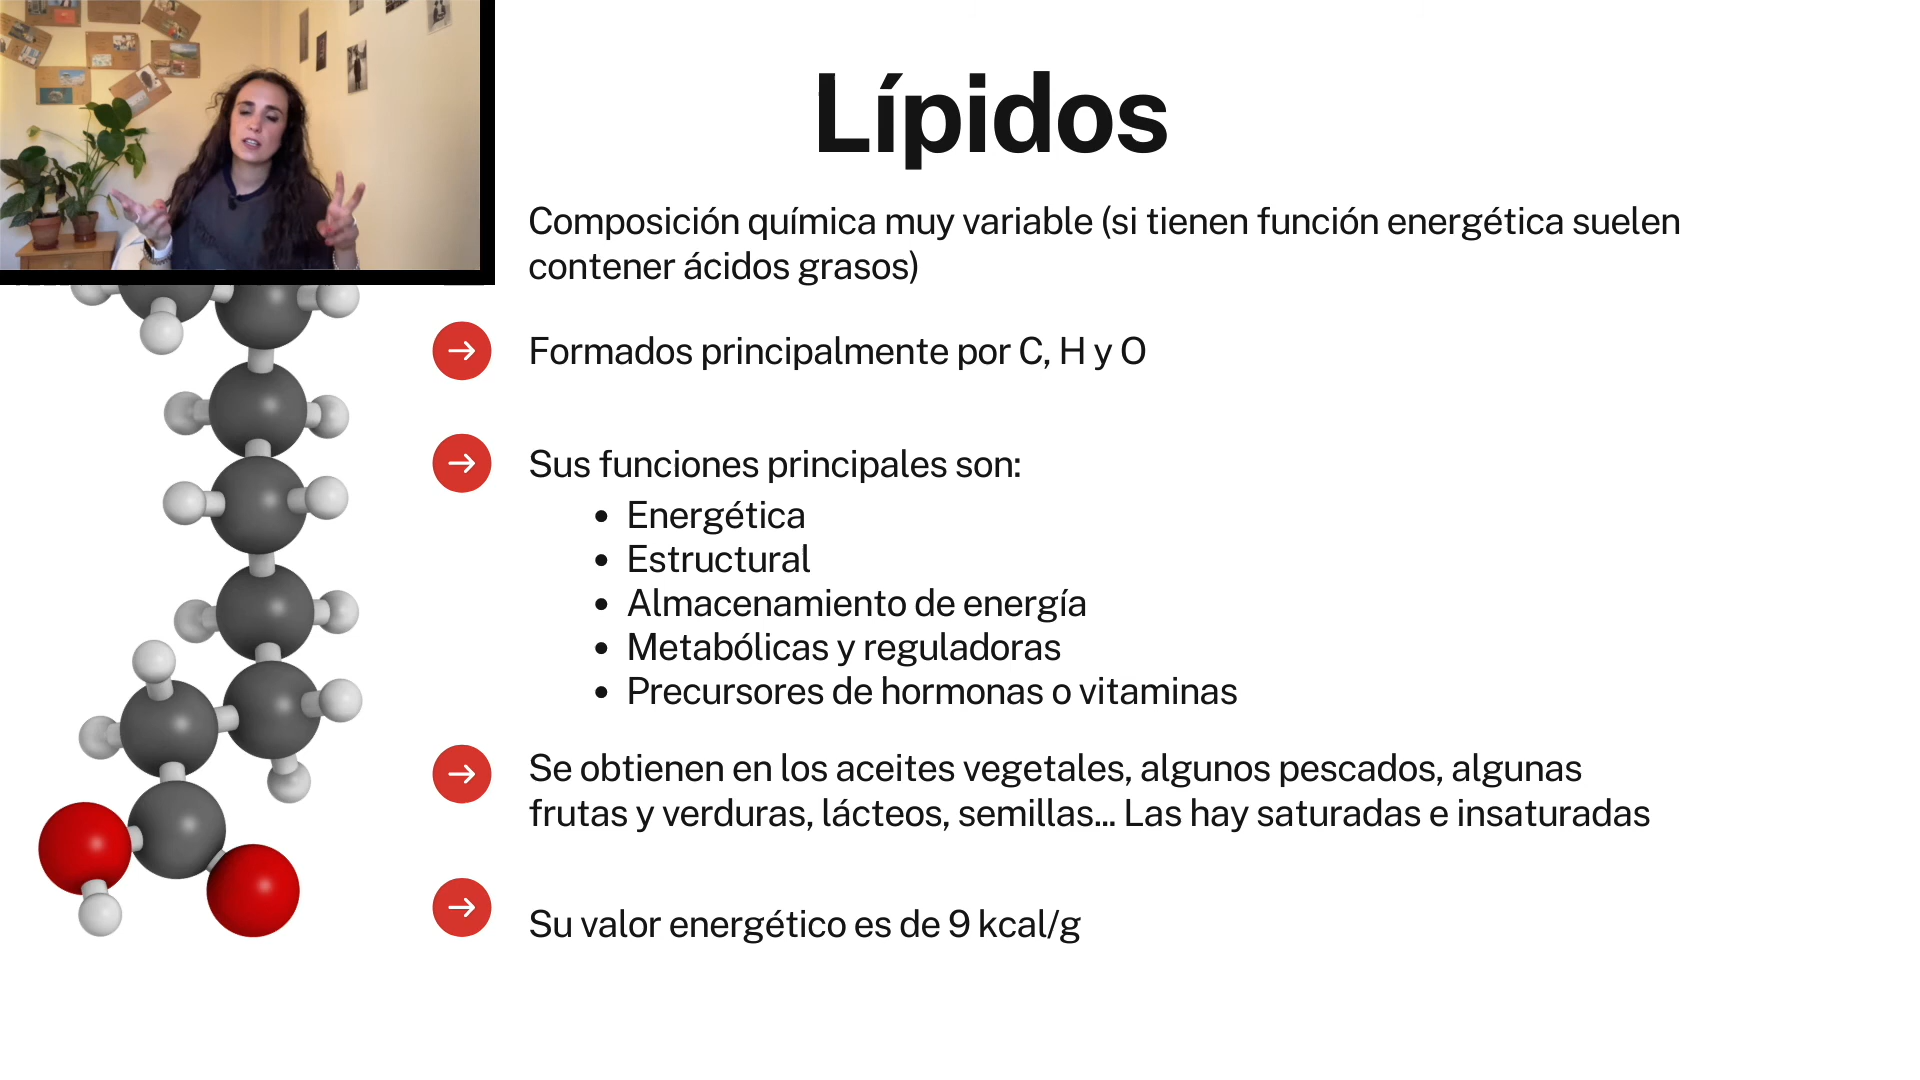 Lípidos
Composición química muy variable (si tienen función energética suelen
contener ácidos grasos)
Formados principalmente por C, H y O
Sus funciones principales son:
• Energética
• Estructural
• Almacenamiento de energía
• Metabólicas y reguladoras
• Precursores de hormonas o vitaminas
Se obtienen en los aceites vegetales, algunos pescados, algunas
frutas y verduras, lácteos, semillas... Las hay saturadas e insaturadas
Su valor energético es de 9 kcal/g